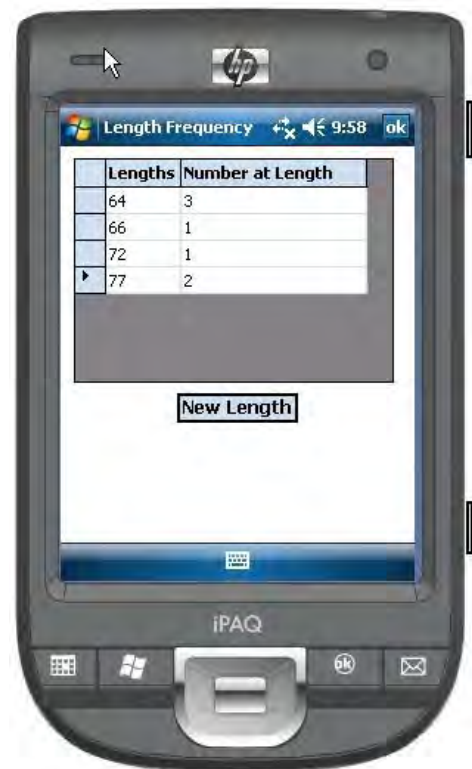 hp
Length Frequency 9:58 ok
Lengths Number at Length
64 3
66 1
72 1
77 2
New Length
iPAQ
ok